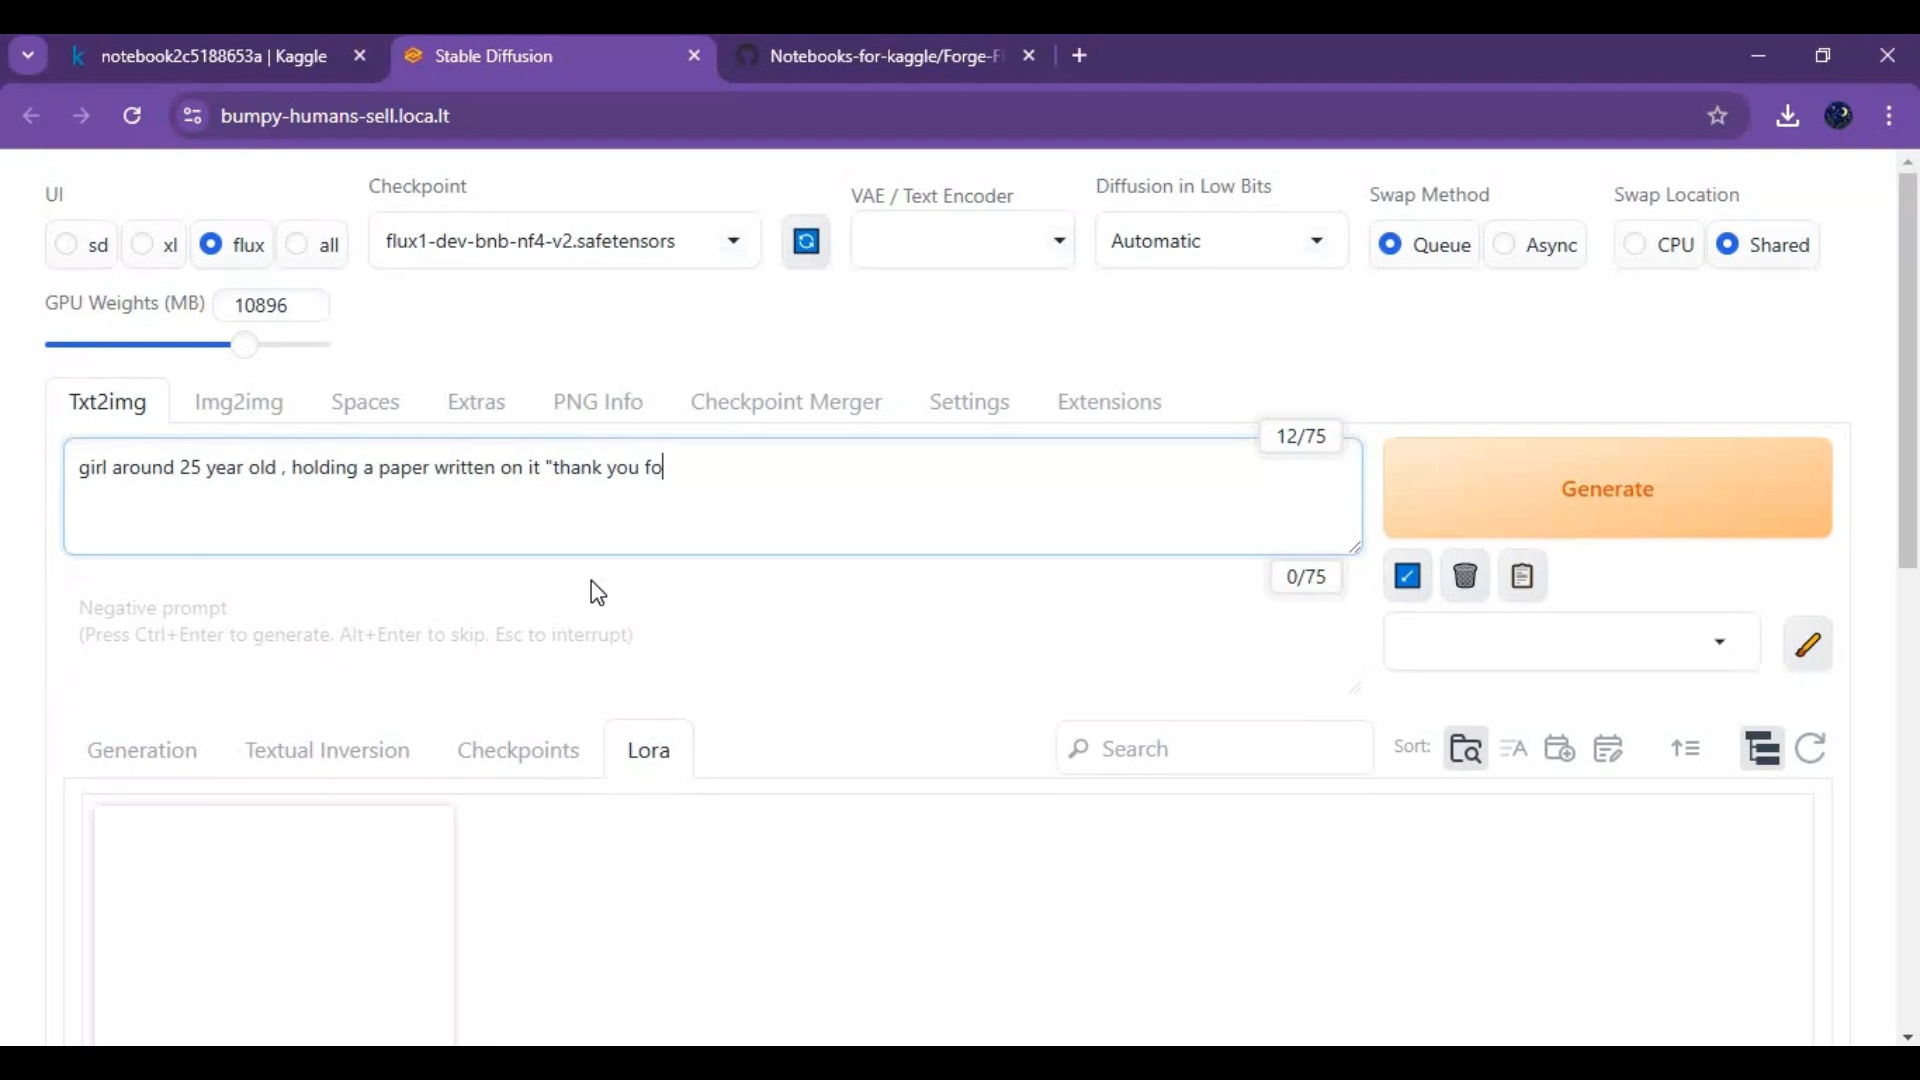 notebook2c5188653a | Kaggle
Stable Diffusion
Notebooks-for-kaggle/Forge-F
bumpy-humans-sell.loca.lt
UI
Checkpoint
VAE / Text Encoder
Diffusion in Low Bits
Swap Method
Swap Location
sd
xl
flux
all
flux1-dev-bnb-nf4-v2.safetensors
Automatic
Queue
Async
CPU
Shared
GPU Weights (MB)
10896
Txt2img
Img2img
Spaces
Extras
PNG Info
Checkpoint Merger
Settings
Extensions
12/75
girl around 25 year old , holding a paper written on it "thank you fo
Generate
0/75
Negative prompt
(Press Ctrl+Enter to generate. Alt+Enter to skip. Esc to interrupt)
Generation
Textual Inversion
Checkpoints
Lora
Search
Sort: